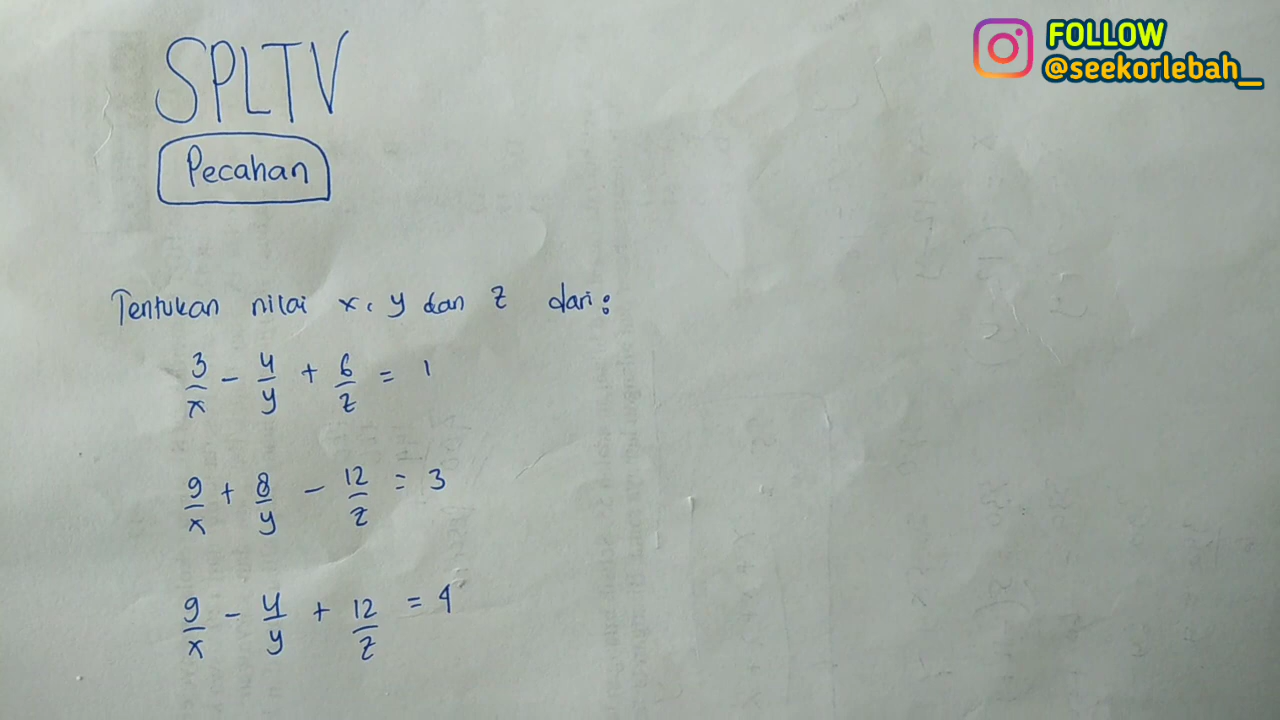 SPLTV
Pecahan
FOLLOW
@seekorlebah_
Tentukan nilai x, y dan z dari:
3/x - 4/y + 6/z = 1
9/x + 8/y - 12/z = 3
9/x - 4/y + 12/z = 4